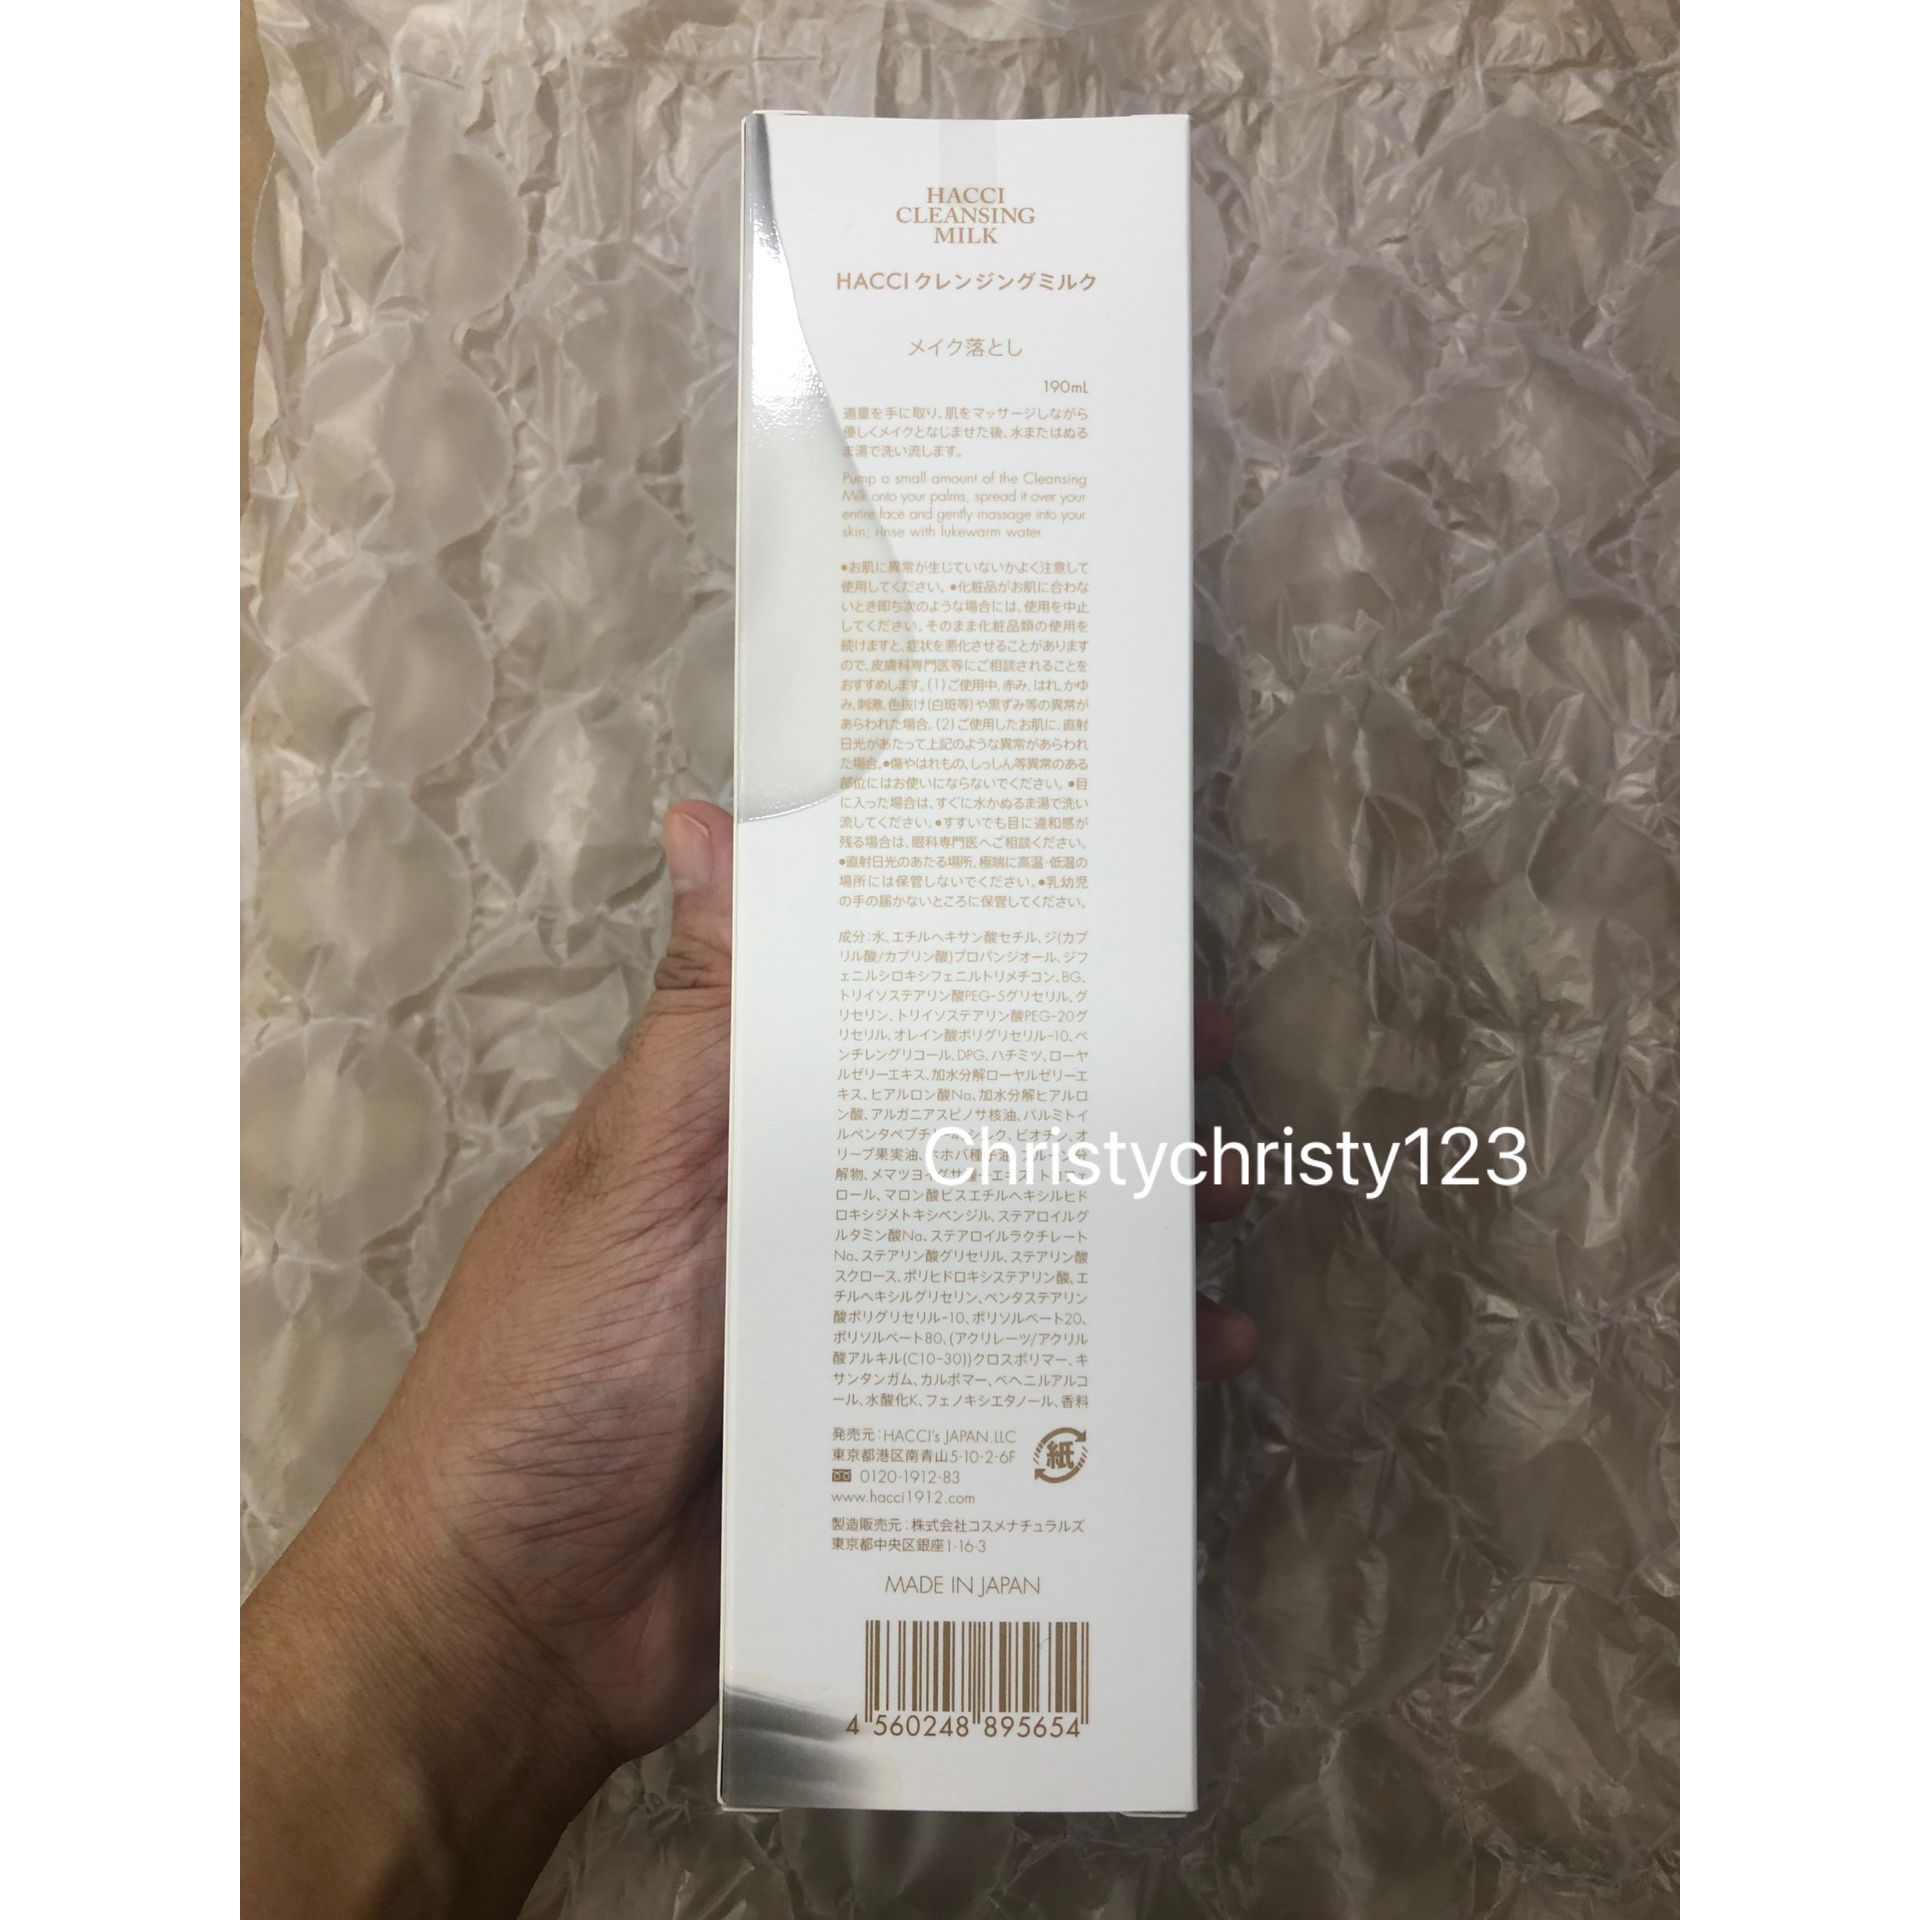 HACCI
CLEANSING
MILK
HACCIクレンジングミルク
メイク落とし
190mL
適量を手に取り、肌をマッサージしながら
優しくメイクとなじませた後、水またはぬる
ま湯で洗い流します。
Pump a small amount of the Cleansing
Milk onto your palms, spread it over your
entire face and gently massage into your
skin; rinse with lukewarm water.
●お肌に異常が生じていないかよく注意して
使用してください。●化粧品がお肌に合わな
いとき即ち次のような場合には、使用を中止
してください。そのまま化粧品類の使用を
続けますと、症状を悪化させることがあります
ので、皮膚科専門医等にご相談されることを
おすすめします。(1)ご使用中、赤み、はれ、かゆ
み、刺激、色抜け(白斑等)や黒ずみ等の異常が
あらわれた場合。(2)ご使用したお肌に、直射
日光があたって上記のような異常があらわれ
た場合。●傷やはれもの、しっしん等異常のある
部位にはお使いにならないでください。●目
に入った場合は、すぐに水かぬるま湯で洗い
流してください。●すすいでも目に違和感が
残る場合は、眼科専門医へご相談ください。
●直射日光のあたる場所、極端に高温・低温の
場所には保管しないでください。●乳幼児
の手の届かないところに保管してください。
成分:水、エチルヘキサン酸セチル、ジ(カプ
リル酸/カプリン酸)プロパンジオール、ジフ
ェニルシロキシフェニルトリメチコン、BG、
トリイソステアリン酸PEG-5グリセリル、グ
リセリン、トリイソステアリン酸PEG-20グ
リセリル、オレイン酸ポリグリセリル-10、ペ
ンチレングリコール、DPG、ハチミツ、ローヤ
ルゼリーエキス、加水分解ローヤルゼリーエ
キス、ヒアルロン酸Na、加水分解ヒアルロ
ン酸、アルガニアスピノサ核油、パルミトイ
ルペンタペプチド-4、シルク、ビオチン、オ
リーブ果実油、ホホバ種子油、プルーン分
解物、メマツヨイグサ種子エキス、トコフェ
ロール、マロン酸ビスエチルヘキシルヒド
ロキシジメトキシベンジル、ステアロイルグ
ルタミン酸Na、ステアロイルラクチレート
Na、ステアリン酸グリセリル、ステアリン酸
スクロース、ポリヒドロキシステアリン酸、エ
チルヘキシルグリセリン、ペンタステアリン
酸ポリグリセリル-10、ポリソルベート20、
ポリソルベート80、(アクリレーツ/アクリル
酸アルキル(C10-30))クロスポリマー、キ
サンタンガム、カルボマー、ベヘニルアルコ
ール、水酸化K、フェノキシエタノール、香料
Christychristy123
発売元:HACCI's JAPAN.LLC
東京都港区南青山5-10-2-6F
0120-1912-83
www.hacci1912.com
紙
製造販売元:株式会社コスメナチュラルズ
東京都中央区銀座1-16-3
MADE IN JAPAN
4 560248 895654